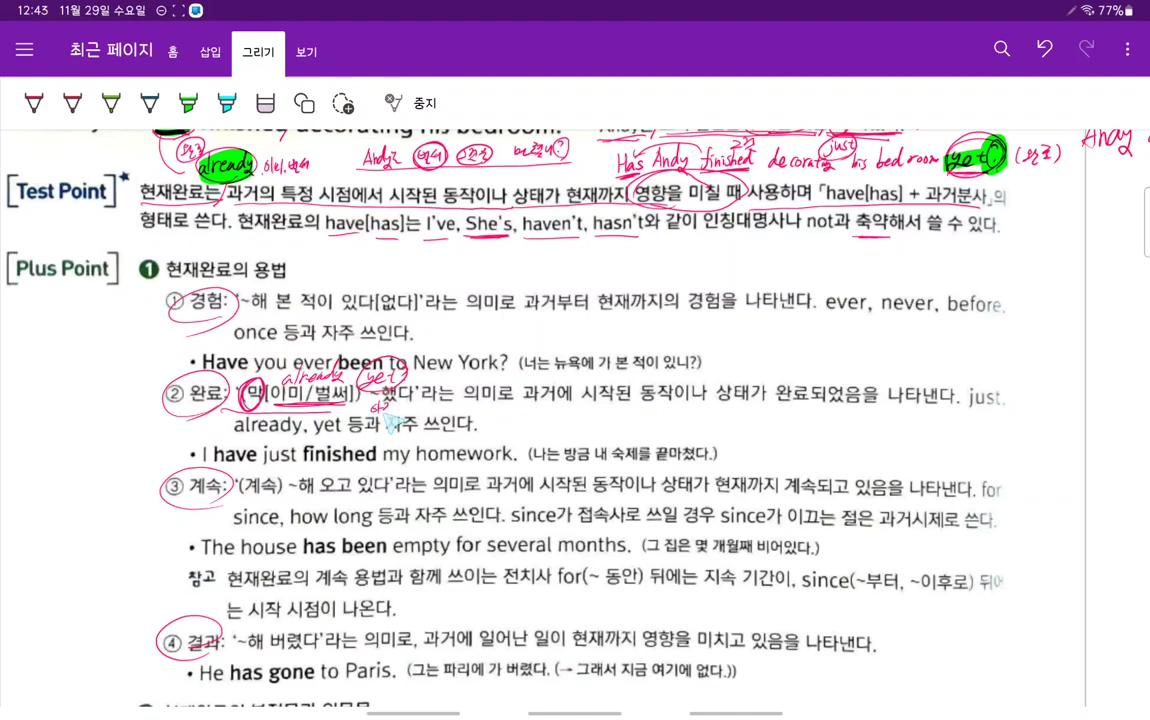 12:43 11월 29일 수요일 77%
최근 페이지 홈 삽입 그리기 보기
중지
decorating his bedroom?
완료 already 이미, 벌써 Andy Has Andy finished decorating his bedroom just yet? (완료) Andy
[Test Point]★ 현재완료는 과거의 특정 시점에서 시작된 동작이나 상태가 현재까지 영향을 미칠 때 사용하며 「have[has] + 과거분사」의
형태로 쓴다. 현재완료의 have[has]는 I've, She's, haven't, hasn't와 같이 인칭대명사나 not과 축약해서 쓸 수 있다.
[Plus Point] ❶ 현재완료의 용법
① 경험: '~해 본 적이 있다[없다]'라는 의미로 과거부터 현재까지의 경험을 나타낸다. ever, never, before,
once 등과 자주 쓰인다.
• Have you ever been to New York? (너는 뉴욕에 가 본 적이 있니?)
already yet?
② 완료: '(막[이미/벌써]) ~했다'라는 의미로 과거에 시작된 동작이나 상태가 완료되었음을 나타낸다. just,
already, yet 등과 자주 쓰인다.
• I have just finished my homework. (나는 방금 내 숙제를 끝마쳤다.)
③ 계속: '(계속) ~해 오고 있다'라는 의미로 과거에 시작된 동작이나 상태가 현재까지 계속되고 있음을 나타낸다. for
since, how long 등과 자주 쓰인다. since가 접속사로 쓰일 경우 since가 이끄는 절은 과거시제로 쓴다.
• The house has been empty for several months. (그 집은 몇 개월째 비어있다.)
참고 현재완료의 계속 용법과 함께 쓰이는 전치사 for(~ 동안) 뒤에는 지속 기간이, since(~부터, ~이후로) 뒤에
는 시작 시점이 나온다.
④ 결과: '~해 버렸다'라는 의미로, 과거에 일어난 일이 현재까지 영향을 미치고 있음을 나타낸다.
• He has gone to Paris. (그는 파리에 가 버렸다. (→ 그래서 지금 여기에 없다.))